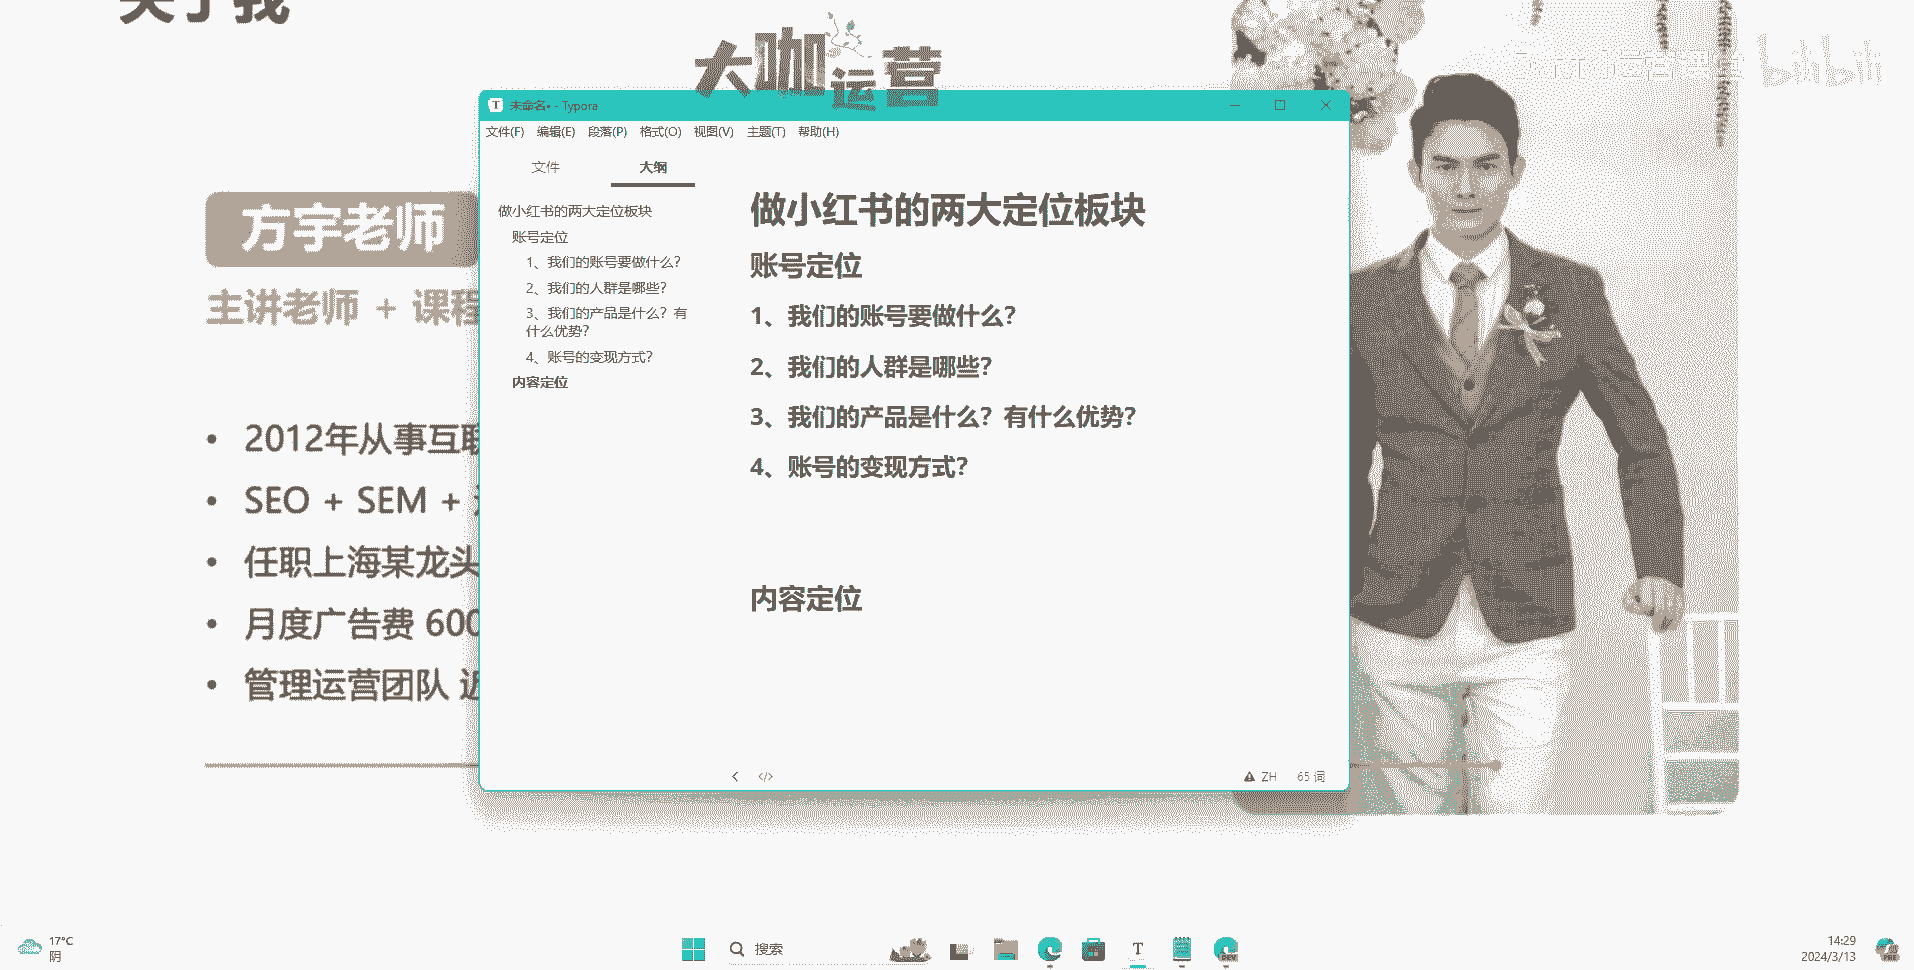 关于我
大咖运营
运营课堂 bilibili
未命名• - Typora
文件(F) 编辑(E) 段落(P) 格式(O) 视图(V) 主题(T) 帮助(H)
文件 大纲
做小红书的两大定位板块
账号定位
1、我们的账号要做什么？
2、我们的人群是哪些？
3、我们的产品是什么？有
什么优势？
4、账号的变现方式？
内容定位
做小红书的两大定位板块
账号定位
1、我们的账号要做什么？
2、我们的人群是哪些？
3、我们的产品是什么？有什么优势？
4、账号的变现方式？
内容定位
ZH 65 词
方宇老师
主讲老师 + 课程
• 2012年从事互联
• SEO + SEM +
• 任职上海某龙头
• 月度广告费 600
• 管理运营团队 近
17°C
阴
搜索
T
DEV
14:29
2024/3/13
PRE